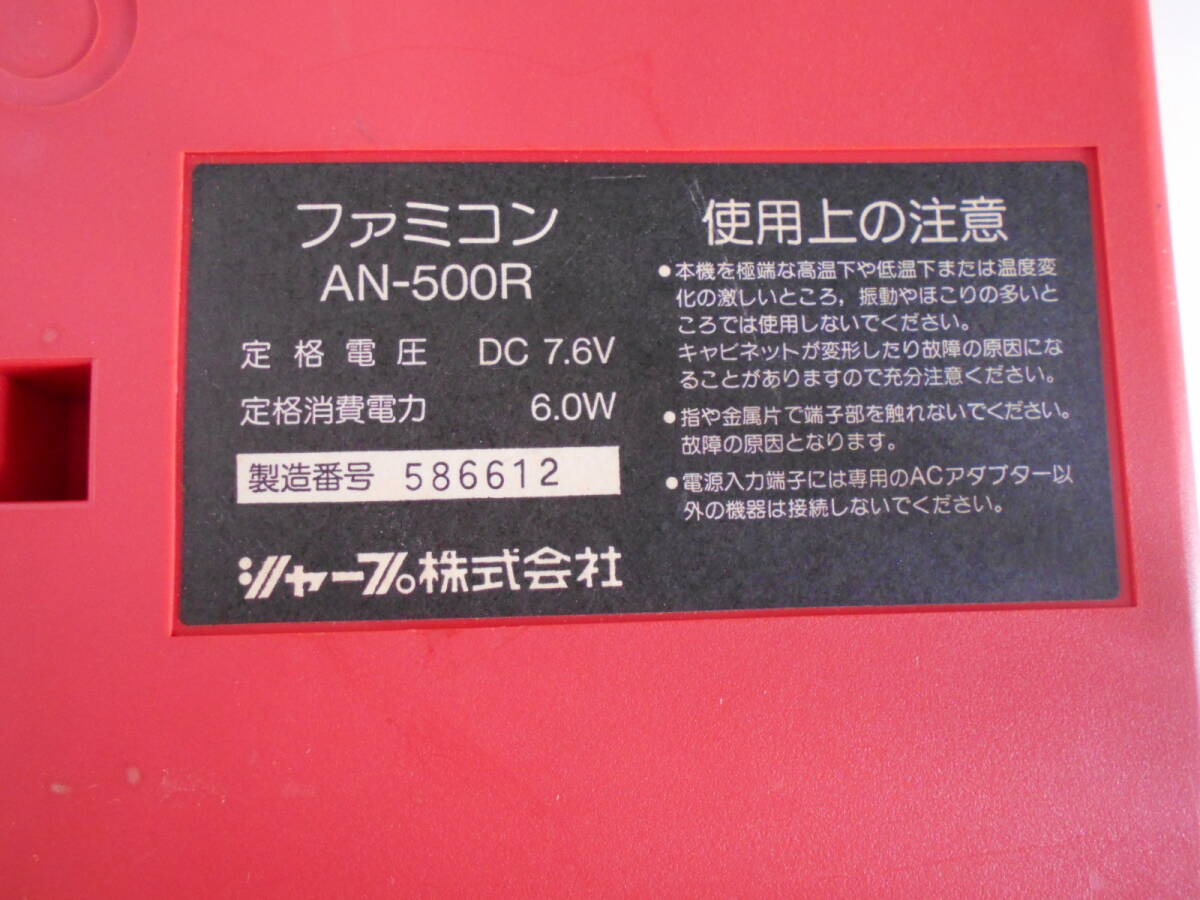 ファミコン
AN-500R
定格電圧 DC 7.6V
定格消費電力 6.0W
製造番号 586612
シャープ株式会社
使用上の注意
●本機を極端な高温下や低温下または温度変
化の激しいところ，振動やほこりの多いと
ころでは使用しないでください。
キャビネットが変形したり故障の原因にな
ることがありますので充分注意ください。
●指や金属片で端子部を触れないでください。
故障の原因となります。
●電源入力端子には専用のACアダプター以
外の機器は接続しないでください。